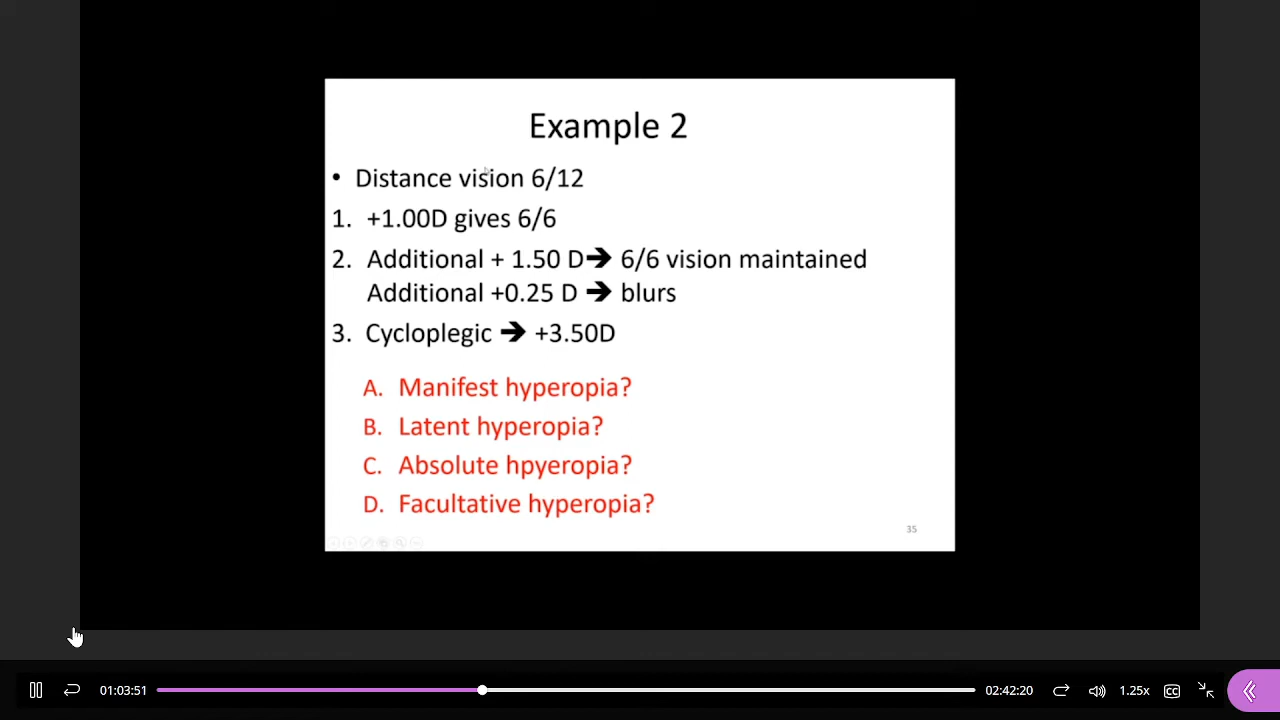 Example 2
• Distance vision 6/12
1. +1.00D gives 6/6
2. Additional + 1.50 D➔ 6/6 vision maintained
Additional +0.25 D ➔ blurs
3. Cycloplegic ➔ +3.50D
A. Manifest hyperopia?
B. Latent hyperopia?
C. Absolute hpyeropia?
D. Facultative hyperopia?
35
01:03:51
02:42:20
1.25x
CC